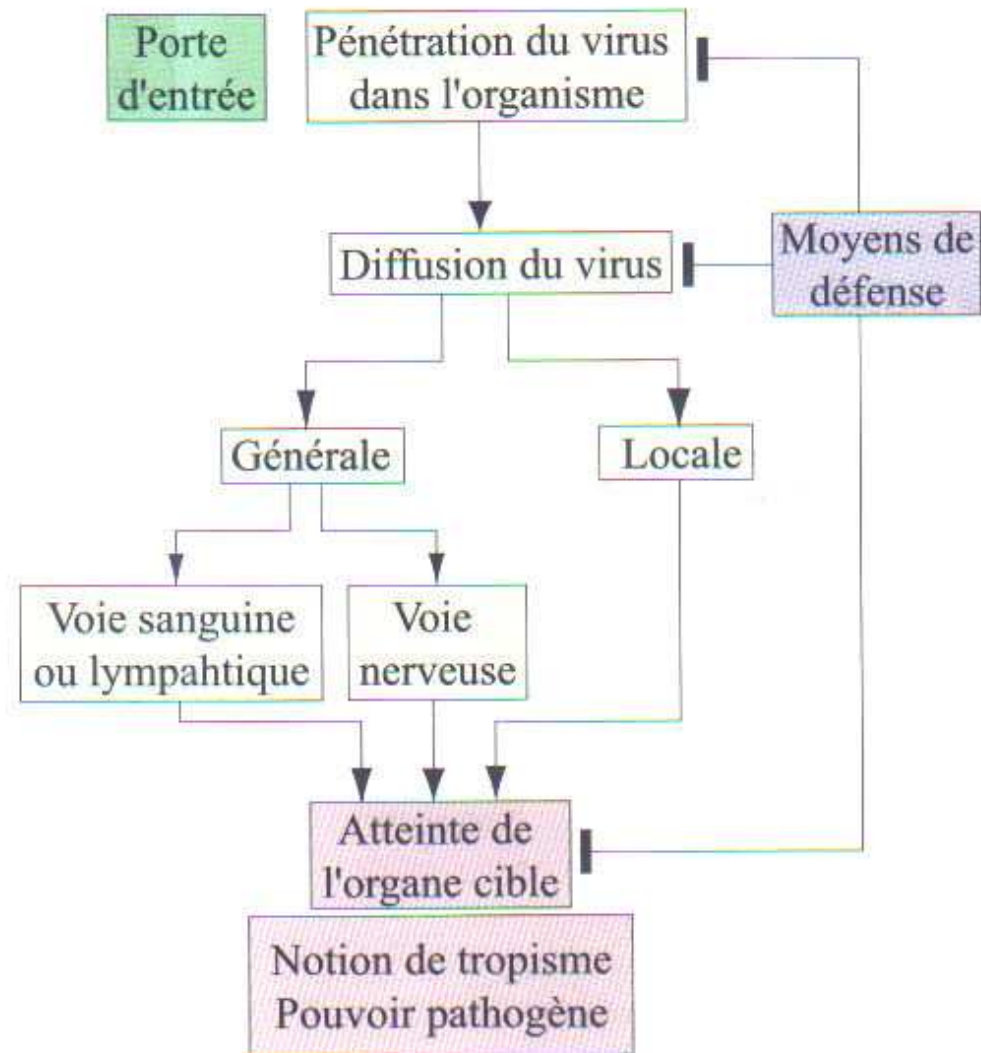 Porte
d'entrée
Pénétration du virus
dans l'organisme
Diffusion du virus
Moyens de
défense
Générale
Locale
Voie sanguine
ou lympahtique
Voie
nerveuse
Atteinte de
l'organe cible
Notion de tropisme
Pouvoir pathogène